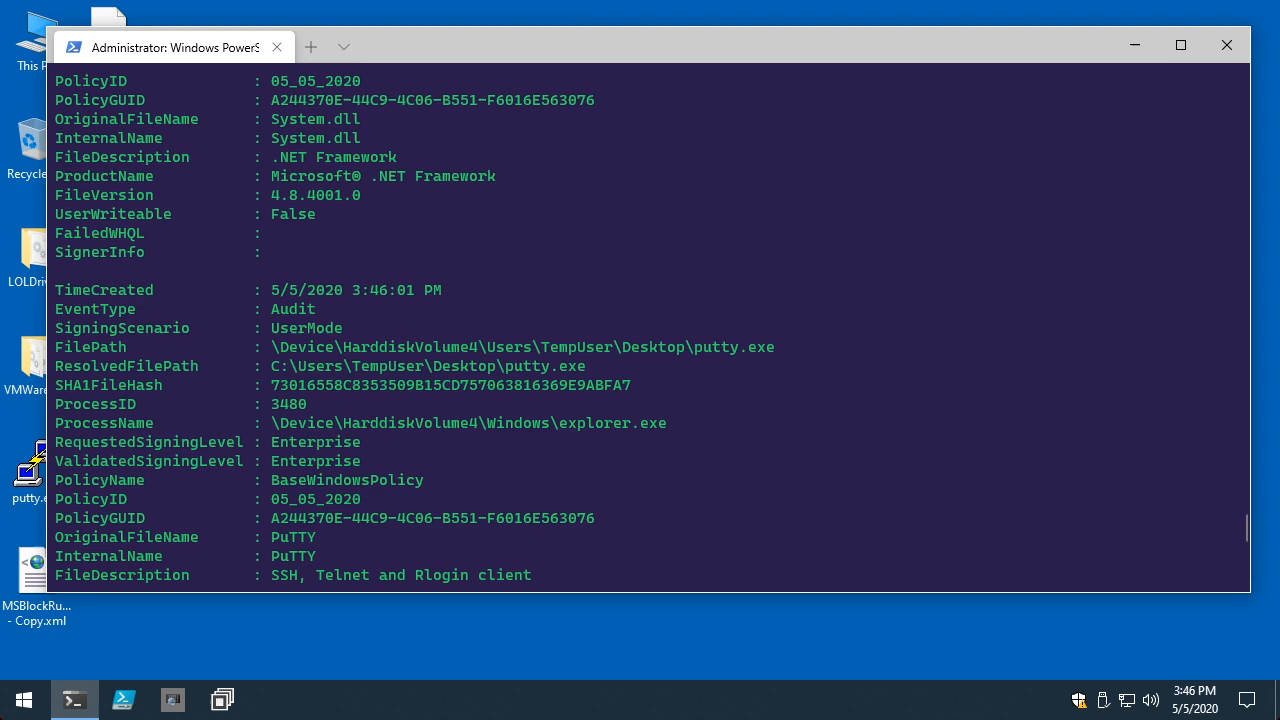 This P
Recycle
LOLDriv
VMWare
putty.e
MSBlockRu...
- Copy.xml
Administrator: Windows PowerS
PolicyID : 05_05_2020
PolicyGUID : A244370E-44C9-4C06-B551-F6016E563076
OriginalFileName : System.dll
InternalName : System.dll
FileDescription : .NET Framework
ProductName : Microsoft® .NET Framework
FileVersion : 4.8.4001.0
UserWriteable : False
FailedWHQL :
SignerInfo :
TimeCreated : 5/5/2020 3:46:01 PM
EventType : Audit
SigningScenario : UserMode
FilePath : \Device\HarddiskVolume4\Users\TempUser\Desktop\putty.exe
ResolvedFilePath : C:\Users\TempUser\Desktop\putty.exe
SHA1FileHash : 73016558C8353509B15CD757063816369E9ABFA7
ProcessID : 3480
ProcessName : \Device\HarddiskVolume4\Windows\explorer.exe
RequestedSigningLevel : Enterprise
ValidatedSigningLevel : Enterprise
PolicyName : BaseWindowsPolicy
PolicyID : 05_05_2020
PolicyGUID : A244370E-44C9-4C06-B551-F6016E563076
OriginalFileName : PuTTY
InternalName : PuTTY
FileDescription : SSH, Telnet and Rlogin client
3:46 PM
5/5/2020